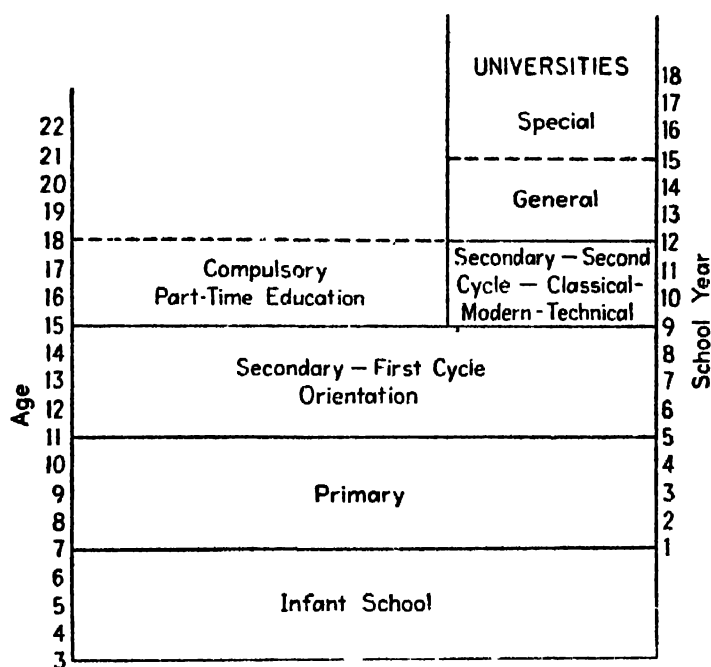 UNIVERSITIES
Special
General
Secondary – Second
Cycle – Classical-
Modern-Technical
Compulsory
Part-Time Education
Secondary – First Cycle
Orientation
Primary
Infant School
Age
22
21
20
19
18
17
16
15
14
13
12
11
10
9
8
7
6
5
4
3
School Year
18
17
16
15
14
13
12
11
10
9
8
7
6
5
4
3
2
1